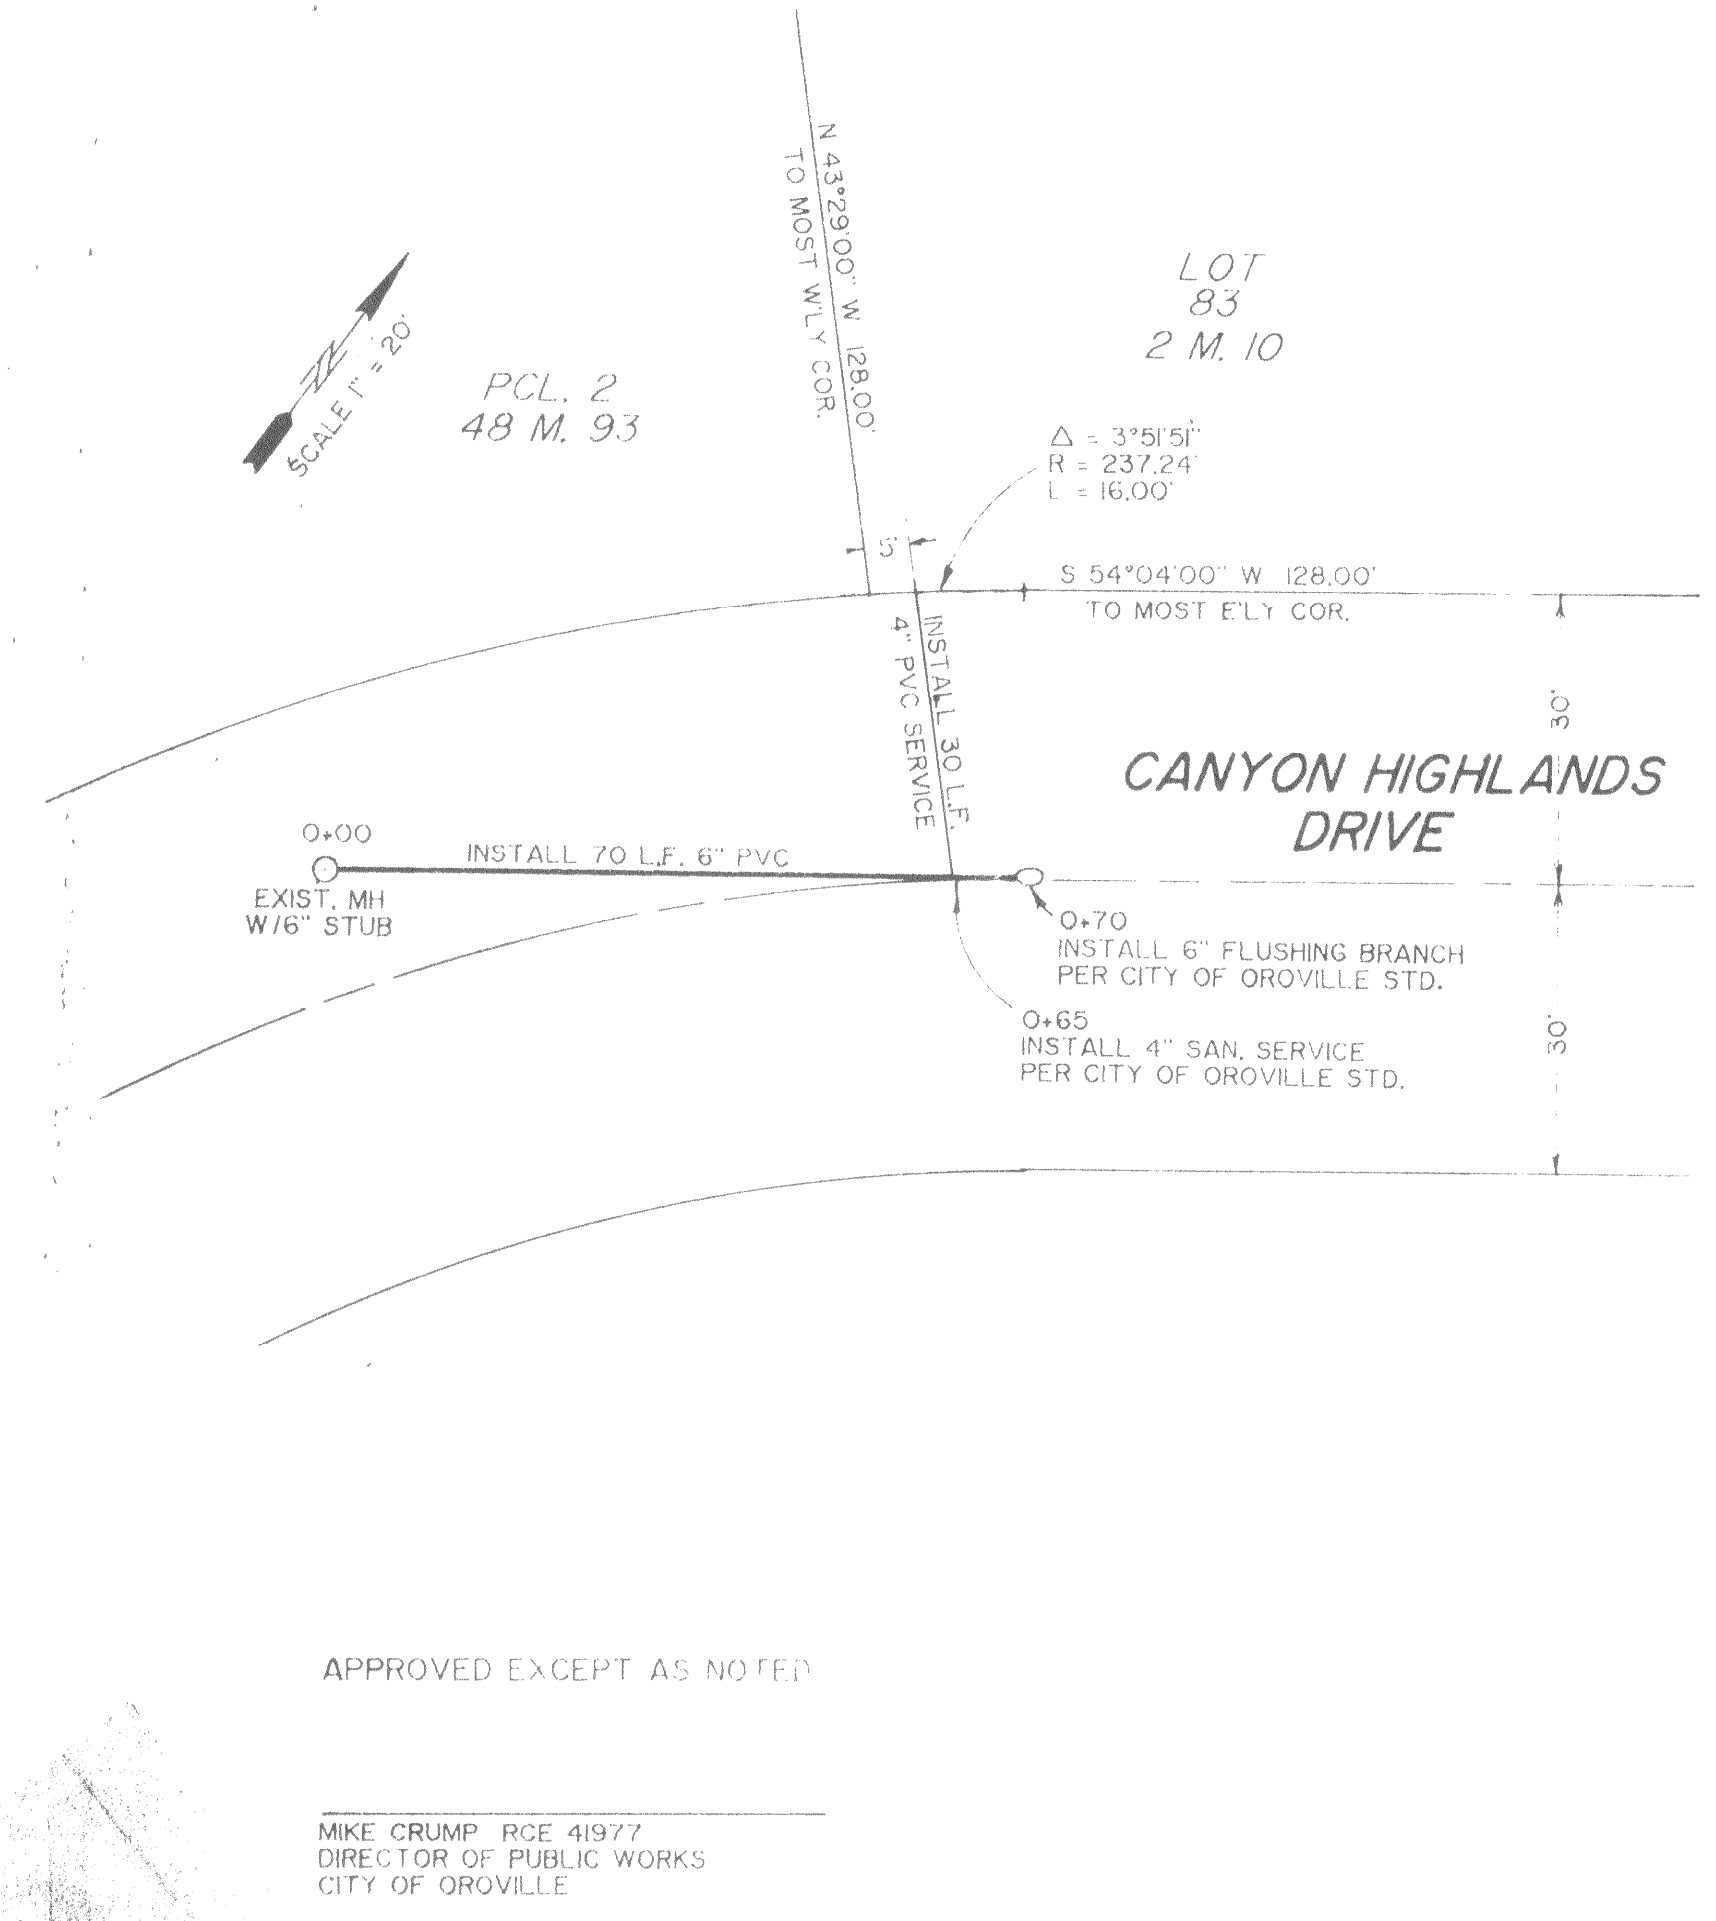 N 43°29'00" W 128.00'
TO MOST W'LY COR.
LOT
83
2 M. 10
N
SCALE 1" = 20'
PCL. 2
48 M. 93
Δ = 3°51'51"
R = 237.24'
L = 16.00'
5'
S 54°04'00" W 128.00'
TO MOST E'LY COR.
INSTALL 30 L.F.
4" PVC SERVICE
30'
CANYON HIGHLANDS
DRIVE
0+00
INSTALL 70 L.F. 6" PVC
EXIST. MH
W/6" STUB
0+70
INSTALL 6" FLUSHING BRANCH
PER CITY OF OROVILLE STD.
0+65
INSTALL 4" SAN. SERVICE
PER CITY OF OROVILLE STD.
30'
APPROVED EXCEPT AS NOTED
MIKE CRUMP RCE 41977
DIRECTOR OF PUBLIC WORKS
CITY OF OROVILLE